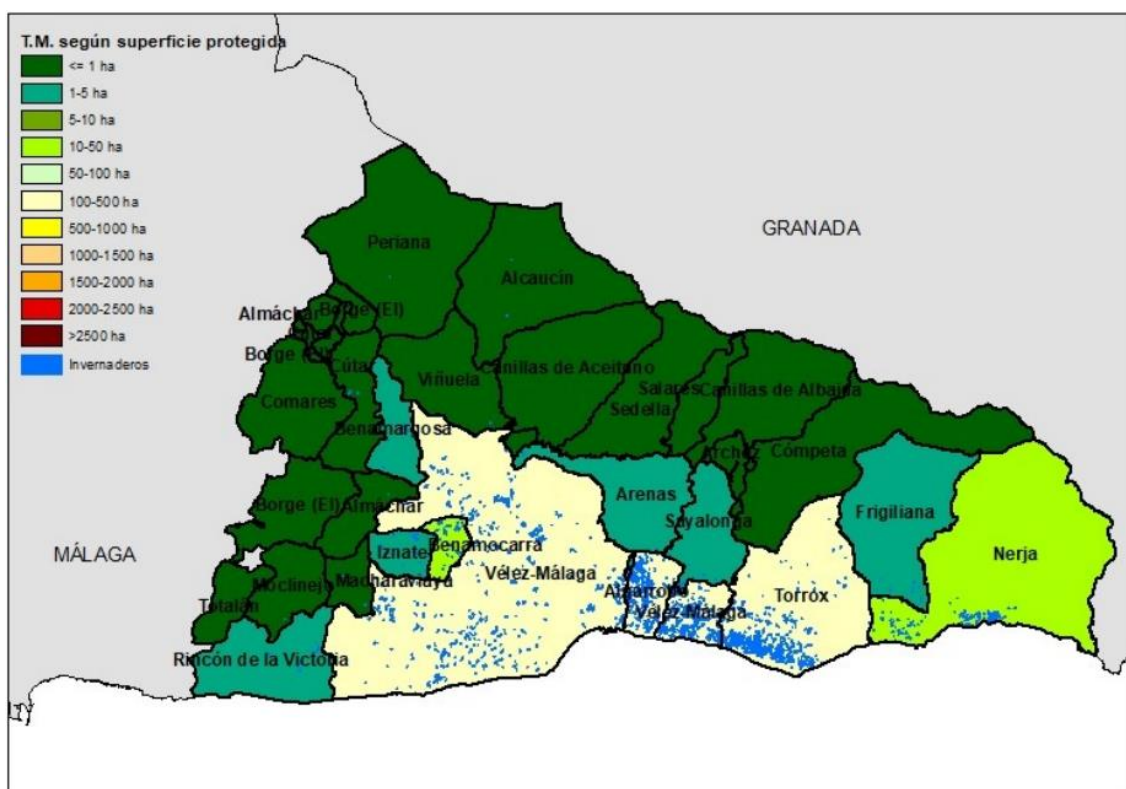 T.M. según superficie protegida
<= 1 ha
1-5 ha
5-10 ha
10-50 ha
50-100 ha
100-500 ha
500-1000 ha
1000-1500 ha
1500-2000 ha
2000-2500 ha
>2500 ha
Invernaderos
GRANADA
MÁLAGA
Periana
Alcaucín
Almáchar
Borge (El)
Borge (El)
Cútar
Viñuela
Canillas de Aceituno
Salares
Canillas de Albaida
Sedella
Comares
Benamargosa
Archez
Cómpeta
Borge (El)
Almáchar
Arenas
Sayalonga
Frigiliana
Iznate
Benamocarra
Nerja
Vélez-Málaga
Moclinejo
Macharaviaya
Algarrobo
Torróx
Totalán
Vélez-Málaga
Rincón de la Victoria